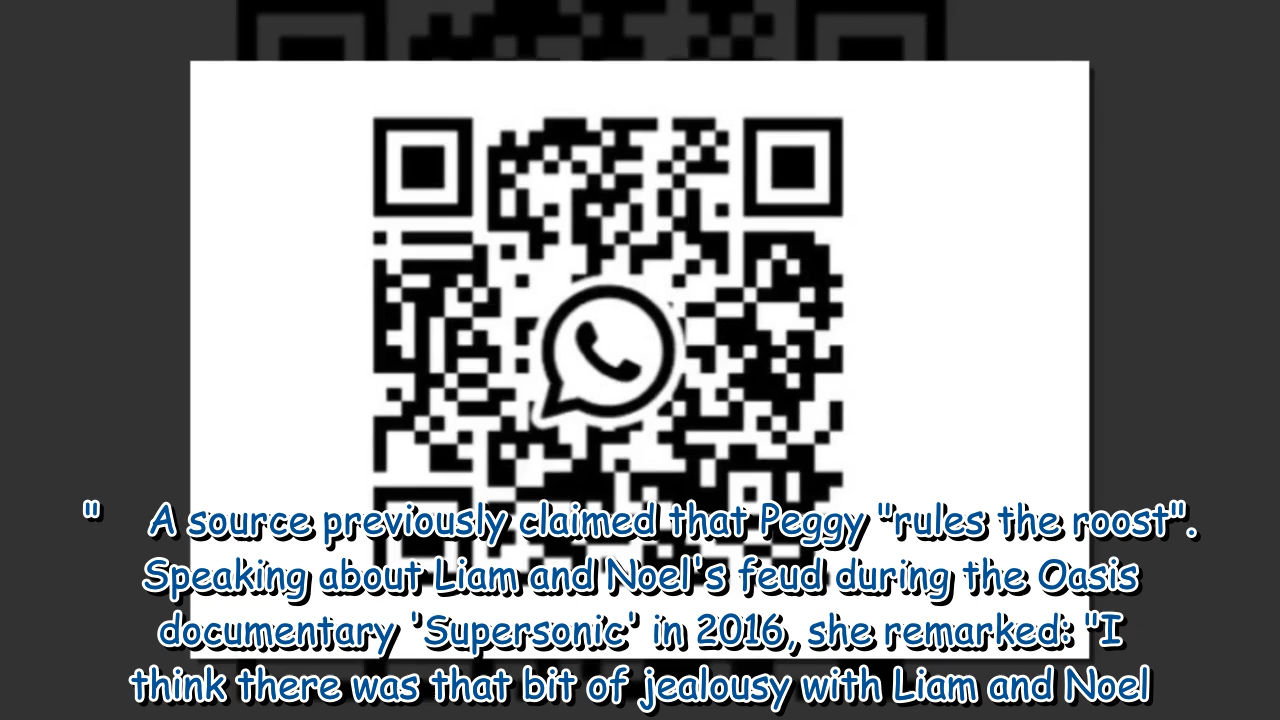 "    A source previously claimed that Peggy "rules the roost".
Speaking about Liam and Noel's feud during the Oasis
documentary 'Supersonic' in 2016, she remarked: "I
think there was that bit of jealousy with Liam and Noel